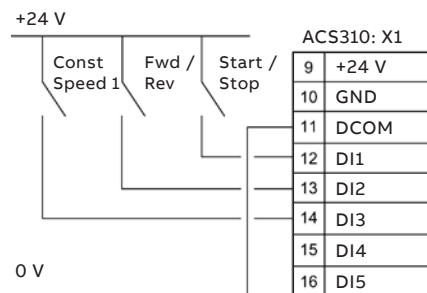 +24 V
Const Speed 1
Fwd / Rev
Start / Stop
ACS310: X1
9 +24 V
10 GND
11 DCOM
12 DI1
13 DI2
14 DI3
15 DI4
16 DI5
0 V